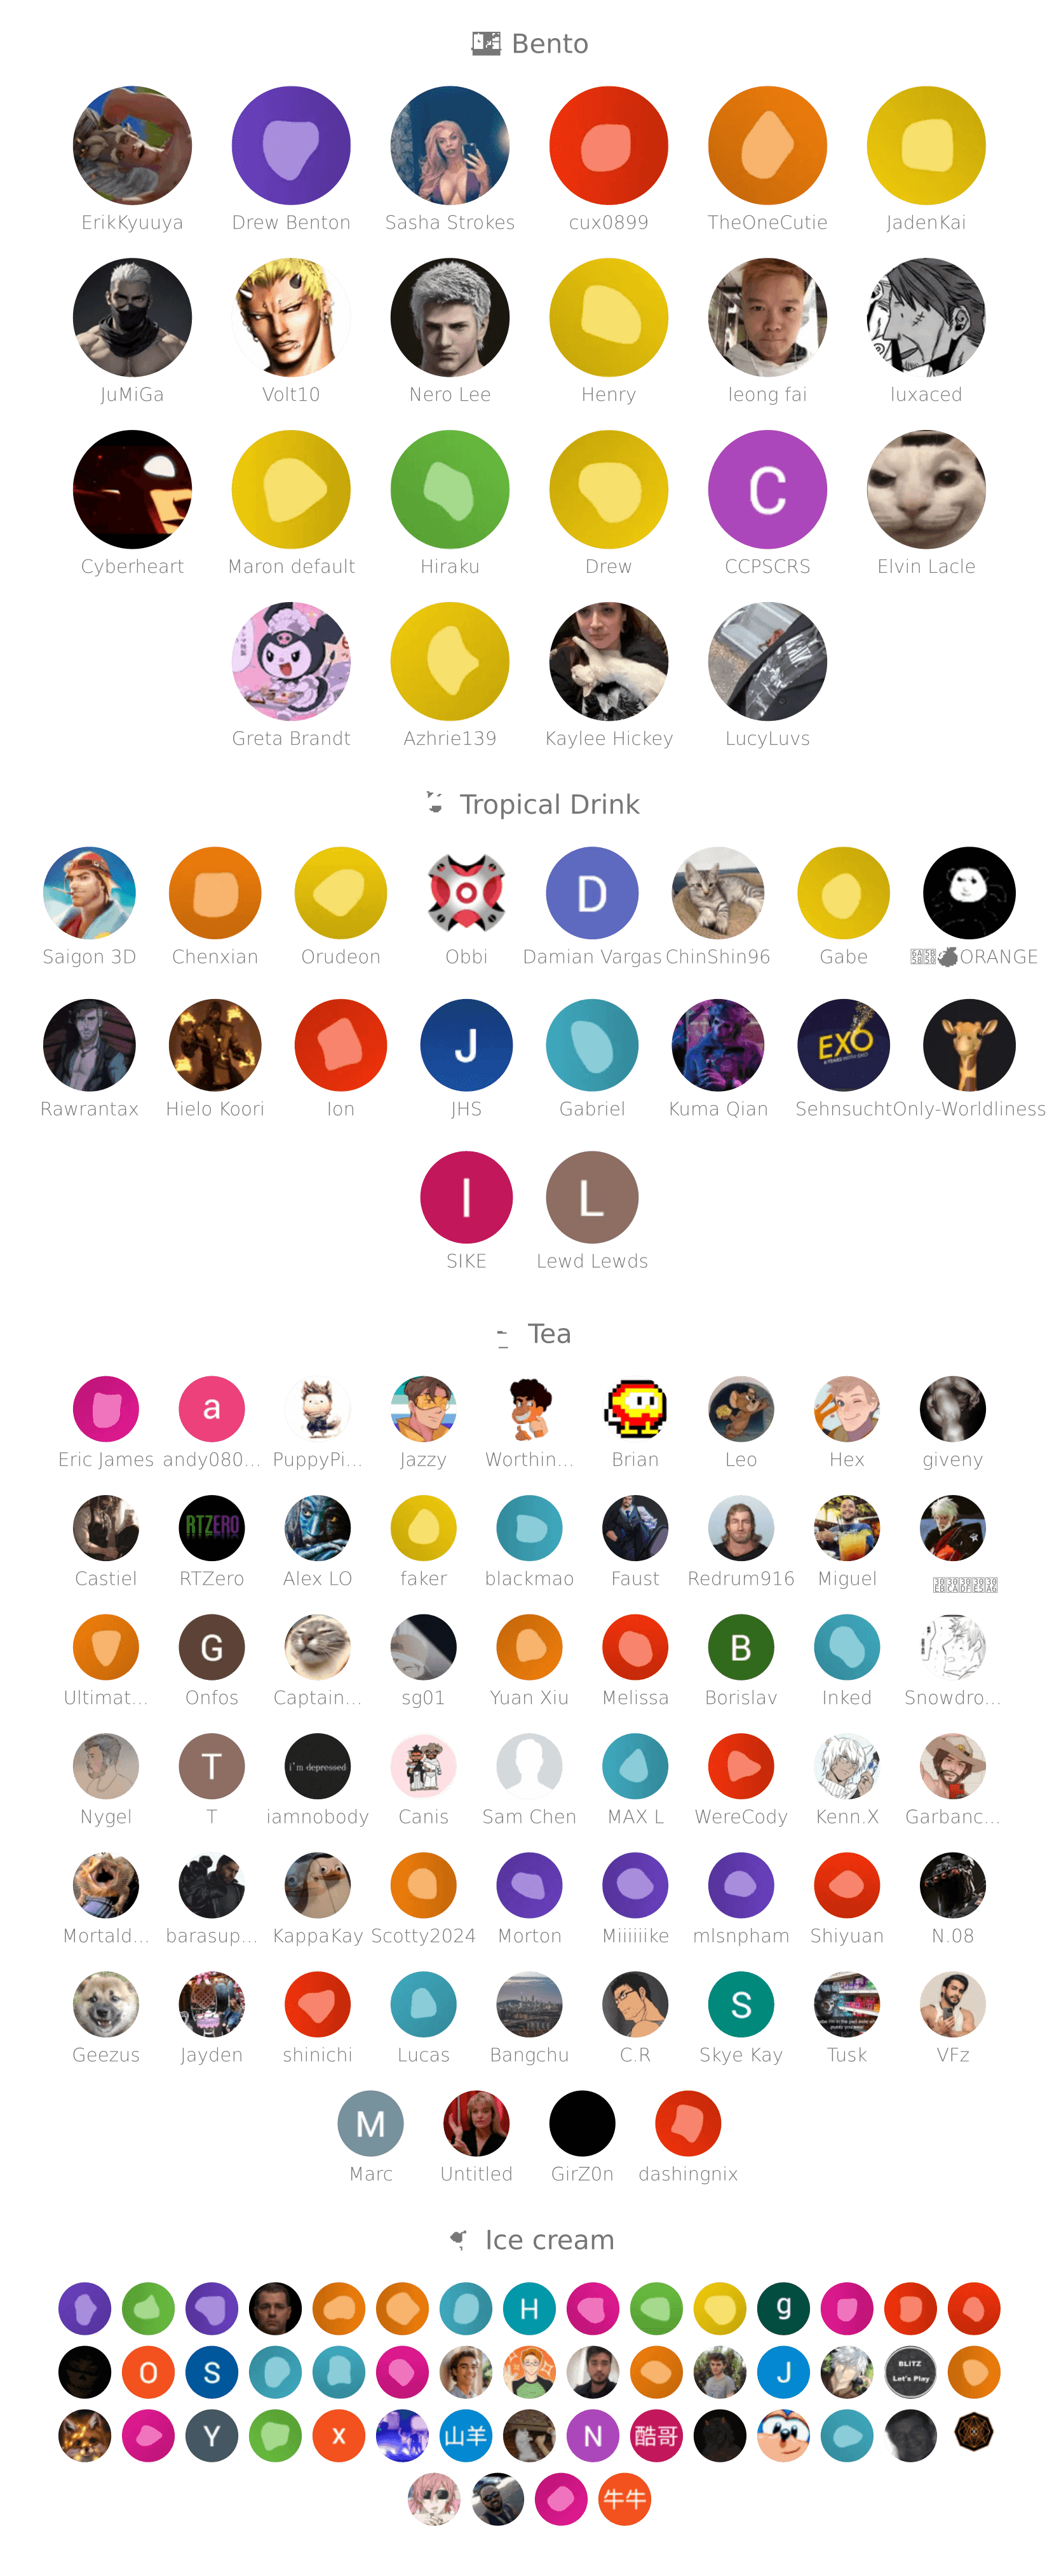 Bento
ErikKyuuya Drew Benton Sasha Strokes cux0899 TheOneCutie JadenKai
JuMiGa Volt10 Nero Lee Henry leong fai luxaced
C
Cyberheart Maron default Hiraku Drew CCPSCRS Elvin Lacle
Greta Brandt Azhrie139 Kaylee Hickey LucyLuvs
Tropical Drink
D
Saigon 3D Chenxian Orudeon Obbi Damian Vargas ChinShin96 Gabe ORANGE
J EXO
Rawrantax Hielo Koori Ion JHS Gabriel Kuma Qian Sehnsucht Only-Worldliness
I L
SIKE Lewd Lewds
Tea
a
Eric James andy080... PuppyPi... Jazzy Worthin... Brian Leo Hex giveny
RTZERO
Castiel RTZero Alex LO faker blackmao Faust Redrum916 Miguel
G B
Ultimat... Onfos Captain... sg01 Yuan Xiu Melissa Borislav Inked Snowdro...
T i'm depressed
Nygel T iamnobody Canis Sam Chen MAX L WereCody Kenn.X Garbanc...
Mortald... barasup... KappaKay Scotty2024 Morton Miiiiiike mlsnpham Shiyuan N.08
S
Geezus Jayden shinichi Lucas Bangchu C.R Skye Kay Tusk VFz
M
Marc Untitled GirZ0n dashingnix
Ice cream
H g
O S J BLITZ
Let's Play
Y x 山羊 N 酷哥
牛牛